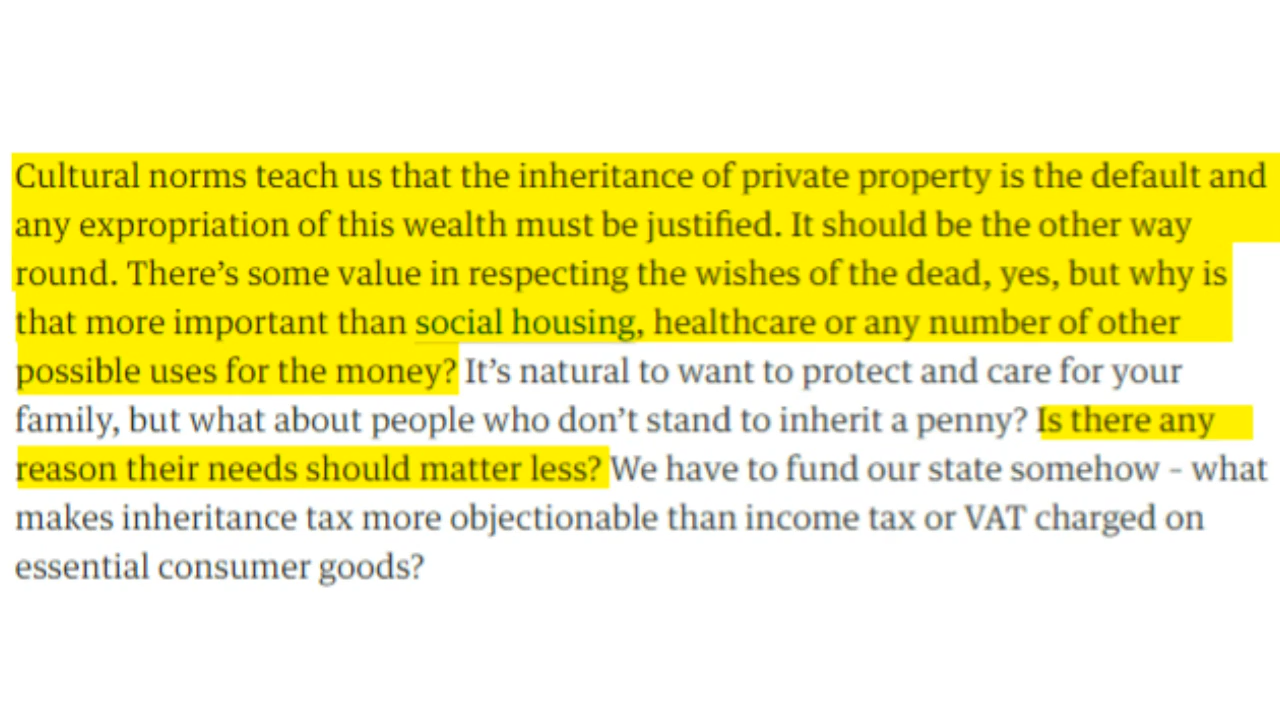 Cultural norms teach us that the inheritance of private property is the default and
any expropriation of this wealth must be justified. It should be the other way
round. There’s some value in respecting the wishes of the dead, yes, but why is
that more important than social housing, healthcare or any number of other
possible uses for the money? It’s natural to want to protect and care for your
family, but what about people who don’t stand to inherit a penny? Is there any
reason their needs should matter less? We have to fund our state somehow – what
makes inheritance tax more objectionable than income tax or VAT charged on
essential consumer goods?